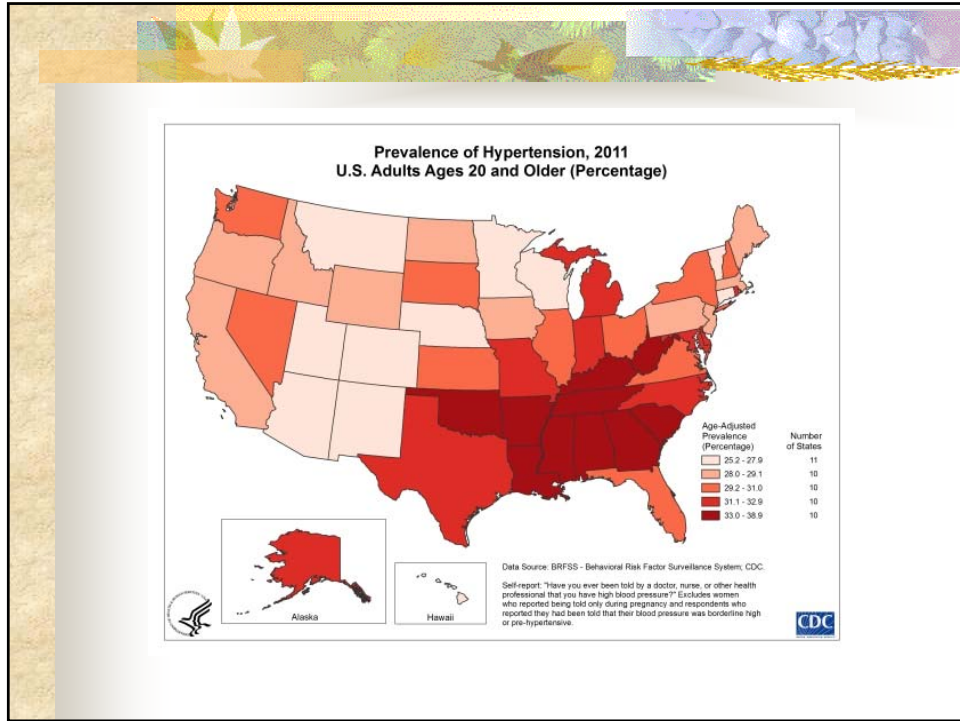 Prevalence of Hypertension, 2011
U.S. Adults Ages 20 and Older (Percentage)
Age-Adjusted
Prevalence
(Percentage)
Number
of States
25.2 - 27.9 11
28.0 - 29.1 10
29.2 - 31.0 10
31.1 - 32.9 10
33.0 - 38.9 10
Alaska
Hawaii
Data Source: BRFSS - Behavioral Risk Factor Surveillance System; CDC.
Self-report: "Have you ever been told by a doctor, nurse, or other health
professional that you have high blood pressure?" Excludes women
who reported being told only during pregnancy and respondents who
reported they had been told that their blood pressure was borderline high
or pre-hypertensive.
CDC